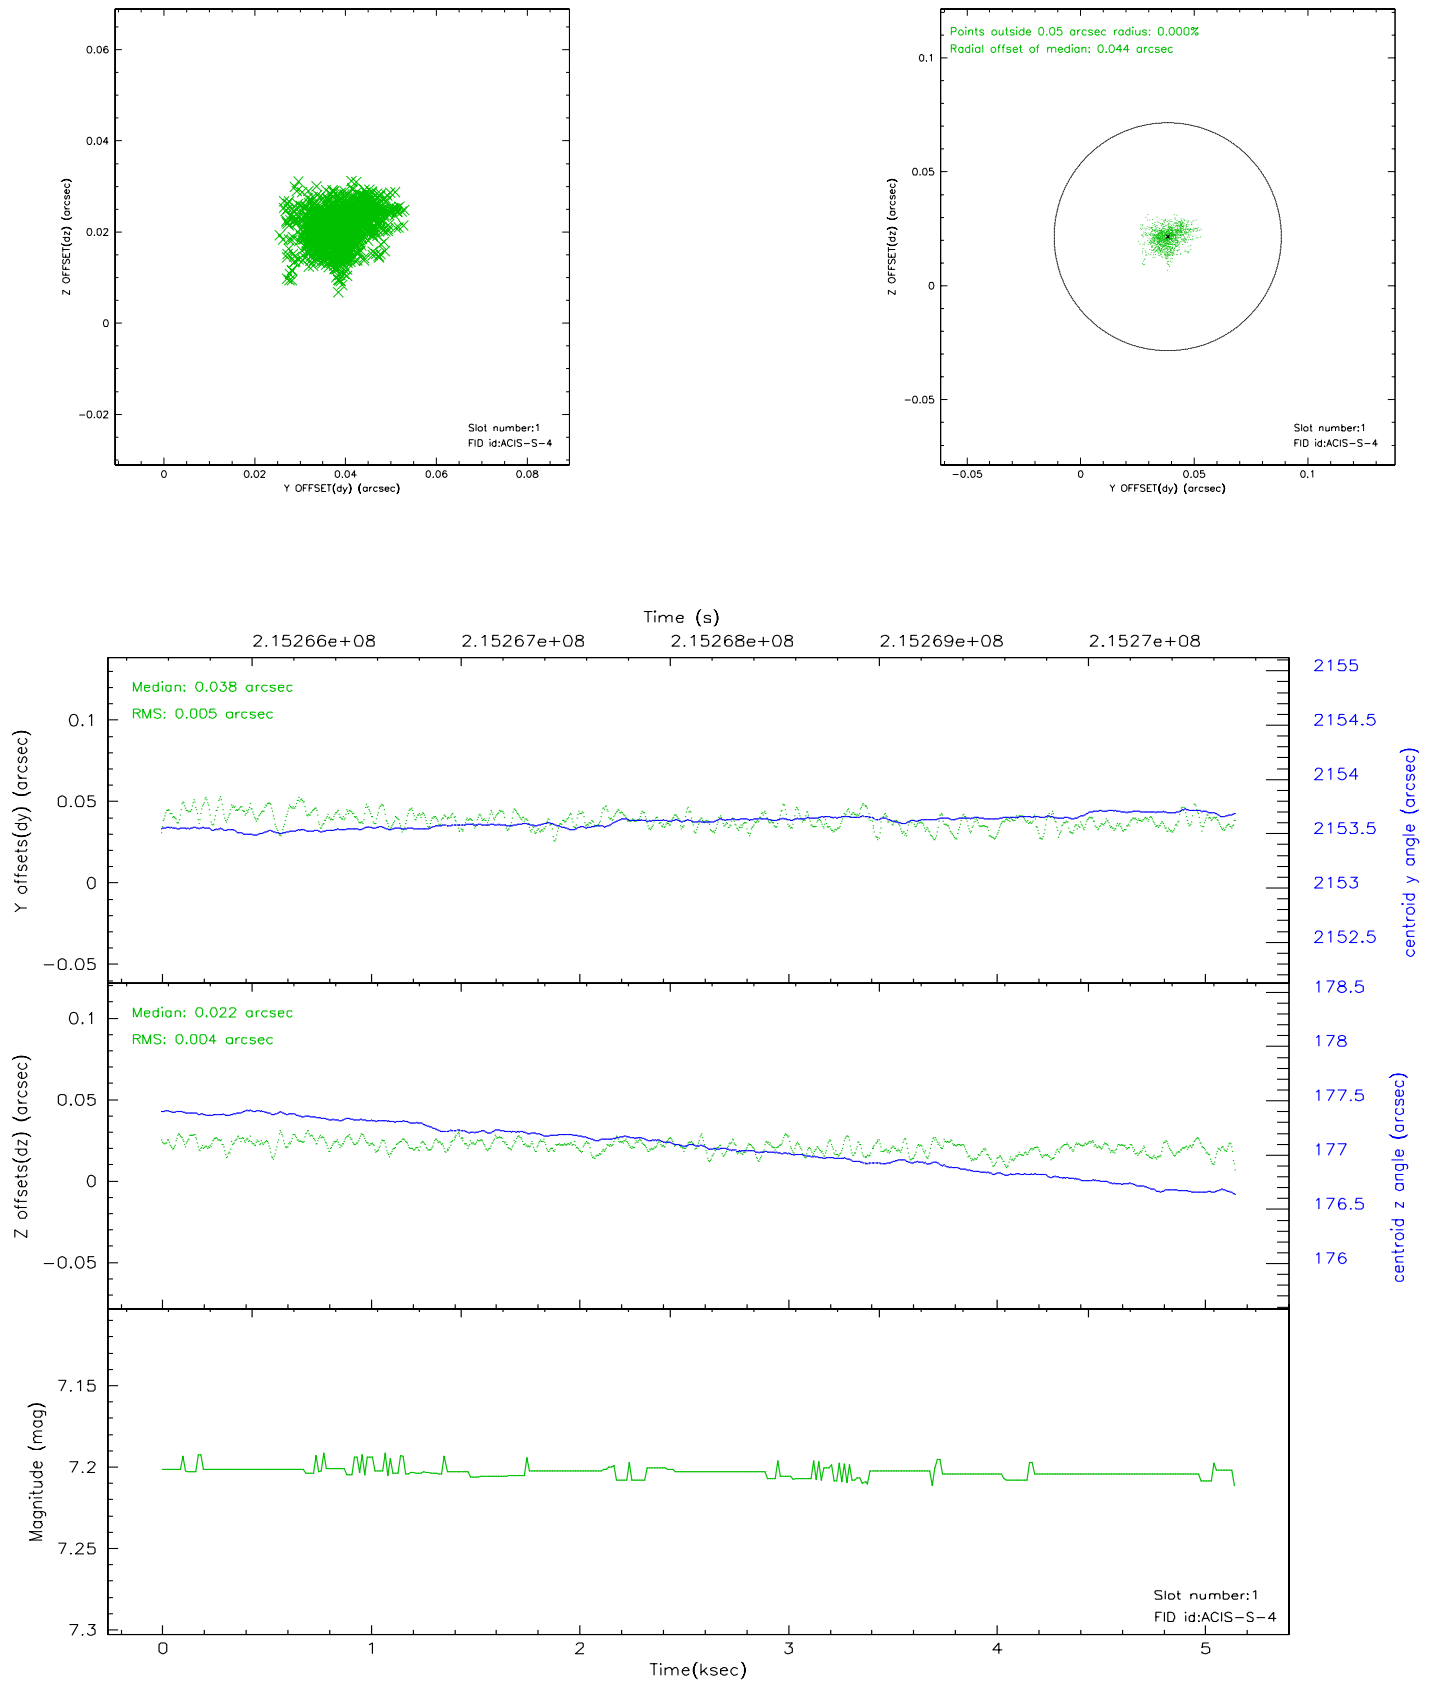 0.06
0.04
0.02
0
−0.02
Z OFFSET(dz) (arcsec)
Slot number:1
FID id:ACIS−S−4
0 0.02 0.04 0.06 0.08
Y OFFSET(dy) (arcsec)
Points outside 0.05 arcsec radius: 0.000%
Radial offset of median: 0.044 arcsec
0.1
0.05
0
−0.05
Z OFFSET(dz) (arcsec)
Slot number:1
FID id:ACIS−S−4
−0.05 0 0.05 0.1
Y OFFSET(dy) (arcsec)
Time (s)
2.15266e+08 2.15267e+08 2.15268e+08 2.15269e+08 2.1527e+08
Median: 0.038 arcsec
RMS: 0.005 arcsec
0.1
0.05
0
−0.05
Y offsets(dy) (arcsec)
2155
2154.5
2154
2153.5
2153
2152.5
centroid y angle (arcsec)
Median: 0.022 arcsec
RMS: 0.004 arcsec
0.1
0.05
0
−0.05
Z offsets(dz) (arcsec)
178.5
178
177.5
177
176.5
176
centroid z angle (arcsec)
7.15
7.2
7.25
7.3
Magnitude (mag)
Slot number:1
FID id:ACIS−S−4
0 1 2 3 4 5
Time(ksec)